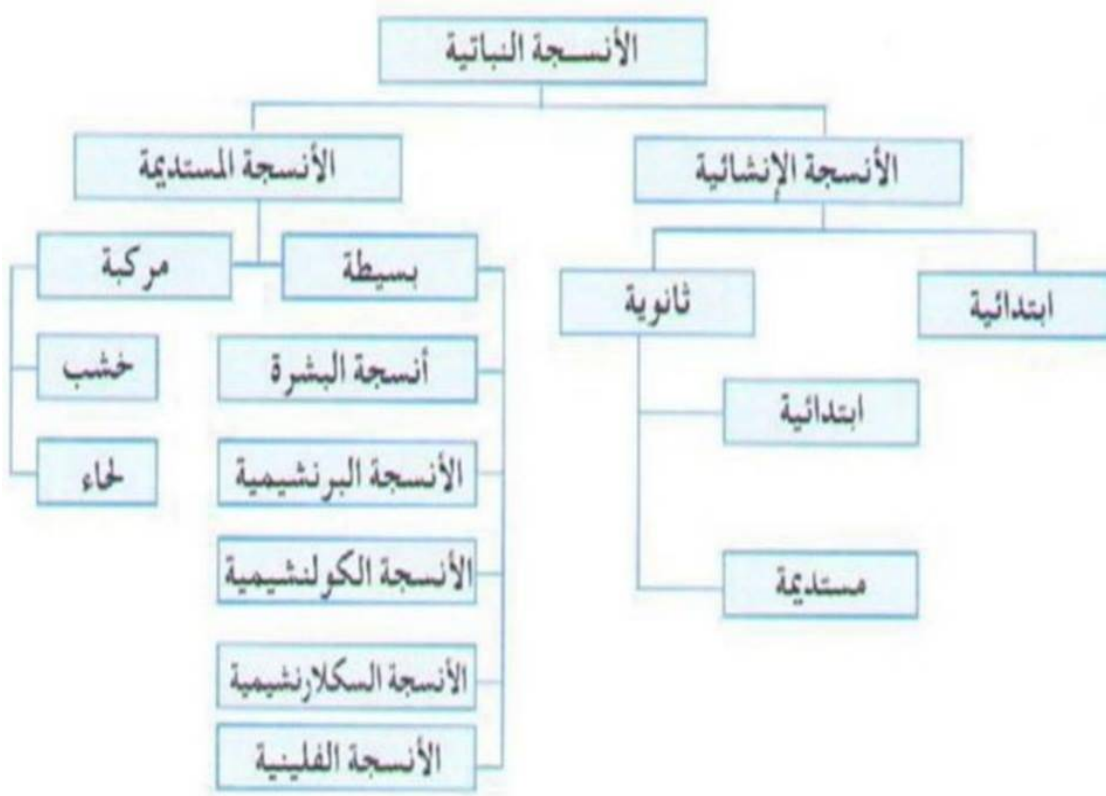 الأنسجة النباتية
الأنسجة الإنشائية
الأنسجة المستديمة
ابتدائية
ثانوية
ابتدائية
مستديمة
بسيطة
مركبة
أنسجة البشرة
الأنسجة البرنشيمية
الأنسجة الكولنشيمية
الأنسجة السكلارنشيمية
الأنسجة الفلينية
خشب
لحاء